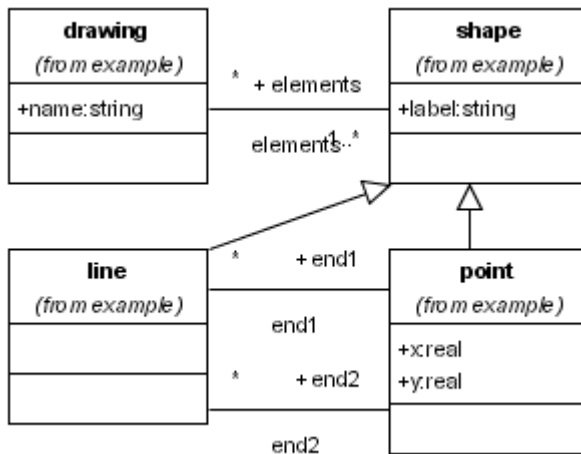 drawing
(from example)
+name:string
shape
(from example)
+label:string
* + elements
elements 1..*
line
(from example)
point
(from example)
+x:real
+y:real
* + end1
end1
* + end2
end2